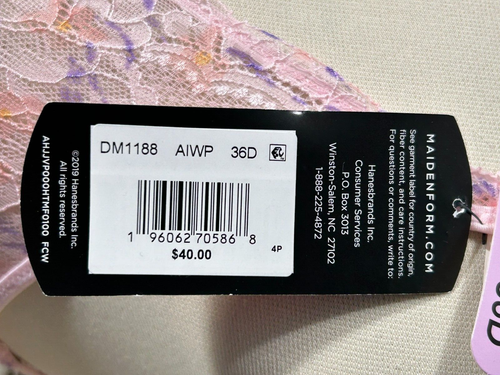 DM1188 AIWP 36D
1 96062 70586 8
$40.00
4P
MAIDENFORM.COM
See garment label for country of origin,
fiber content, and care instructions.
For questions or comments, write to:
Hanesbrands Inc.
Consumer Services
P.O. Box 3013
Winston-Salem, NC 27102
1-888-225-4872
©2019 Hanesbrands Inc.
All rights reserved.
AHJJVP000HTMF0100 FGW